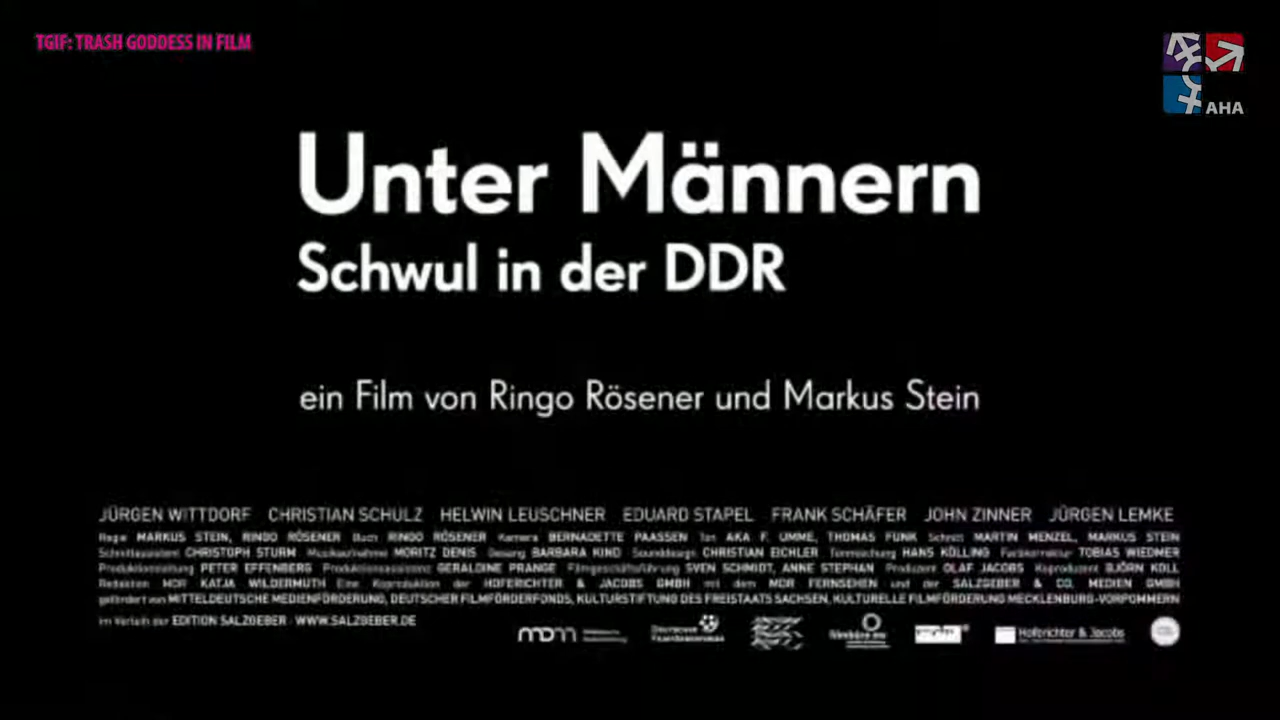 TGIF: TRASH GODDESS IN FILM
AHA
Unter Männern
Schwul in der DDR
ein Film von Ringo Rösener und Markus Stein
JÜRGEN WITTDORF CHRISTIAN SCHULZ HELWIN LEUSCHNER EDUARD STAPEL FRANK SCHÄFER JOHN ZINNER JÜRGEN LEMKE
Regie MARKUS STEIN, RINGO RÖSENER Buch RINGO RÖSENER Kamera BERNADETTE PAASSEN Ton AKA F. UMME, THOMAS FUNK Schnitt MARTIN MENZEL, MARKUS STEIN
Schnittassistent CHRISTOPH STURM Musikaufnahme MORITZ DENIS Gesang BARBARA KIND Sounddesign CHRISTIAN EICHLER Tonmischung HANS KÖLLING Farbkorrektur TOBIAS WIEDMER
Produktionsleitung PETER EFFENBERG Produktionsassistenz GERALDINE PRANGE Filmgeschäftsführung SVEN SCHMIDT, ANNE STEPHAN Produzent OLAF JACOBS Koproduzent BJÖRN KOLL
Redaktion MDR KATJA WILDERMUTH Eine Koproduktion der HOFERICHTER & JACOBS GMBH mit dem MDR FERNSEHEN und der SALZGEBER & CO. MEDIEN GMBH
gefördert von MITTELDEUTSCHE MEDIENFÖRDERUNG, DEUTSCHER FILMFÖRDERFONDS, KULTURSTIFTUNG DES FREISTAATS SACHSEN, KULTURELLE FILMFÖRDERUNG MECKLENBURG-VORPOMMERN
im Verleih der EDITION SALZGEBER · WWW.SALZGEBER.DE
mDm Hoferichter & Jacobs